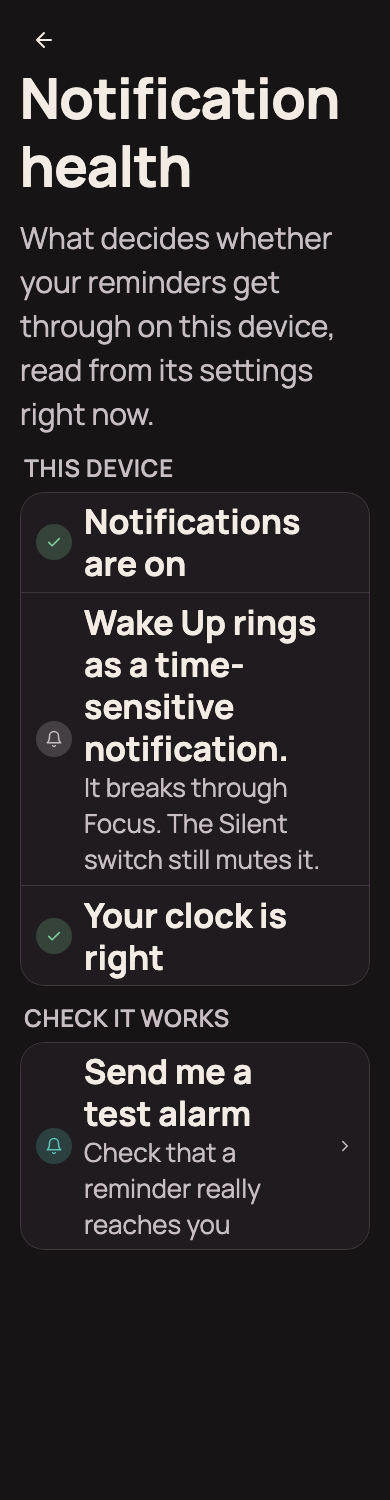 Notification
health
What decides whether
your reminders get
through on this device,
read from its settings
right now.
THIS DEVICE
Notifications
are on
Wake Up rings
as a time-
sensitive
notification.
It breaks through
Focus. The Silent
switch still mutes it.
Your clock is
right
CHECK IT WORKS
Send me a
test alarm
Check that a
reminder really
reaches you